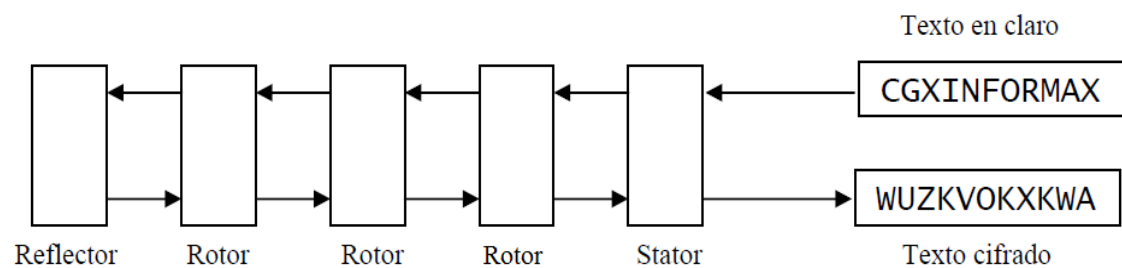 Texto en claro
CGXINFORMAX
WUZKVOKXKWA
Reflector Rotor Rotor Rotor Stator Texto cifrado